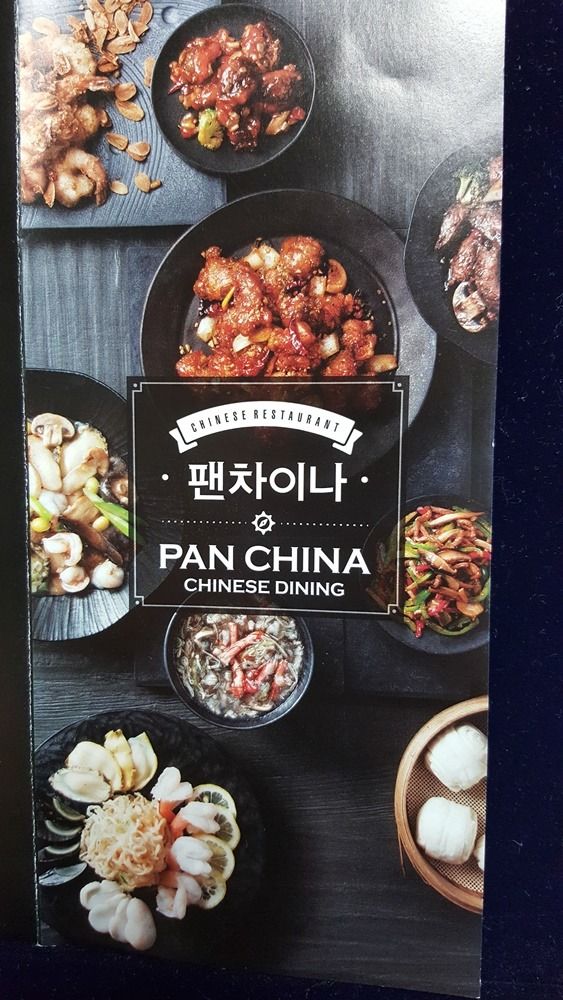 CHINESE RESTAURANT
· 팬차이나 ·
PAN CHINA
CHINESE DINING